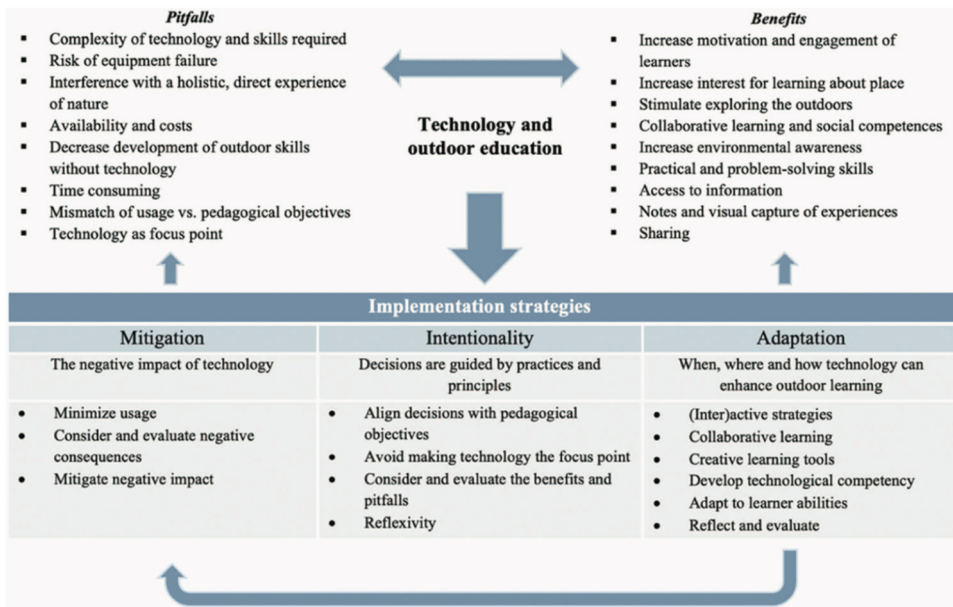 Pitfalls
Complexity of technology and skills required
Risk of equipment failure
Interference with a holistic, direct experience
of nature
Availability and costs
Decrease development of outdoor skills
without technology
Time consuming
Mismatch of usage vs. pedagogical objectives
Technology as focus point
Technology and
outdoor education
Benefits
Increase motivation and engagement of
learners
Increase interest for learning about place
Stimulate exploring the outdoors
Collaborative learning and social competences
Increase environmental awareness
Practical and problem-solving skills
Access to information
Notes and visual capture of experiences
Sharing
Implementation strategies
Mitigation
The negative impact of technology
Minimize usage
Consider and evaluate negative
consequences
Mitigate negative impact
Intentionality
Decisions are guided by practices and
principles
Align decisions with pedagogical
objectives
Avoid making technology the focus point
Consider and evaluate the benefits and
pitfalls
Reflexivity
Adaptation
When, where and how technology can
enhance outdoor learning
(Inter)active strategies
Collaborative learning
Creative learning tools
Develop technological competency
Adapt to learner abilities
Reflect and evaluate